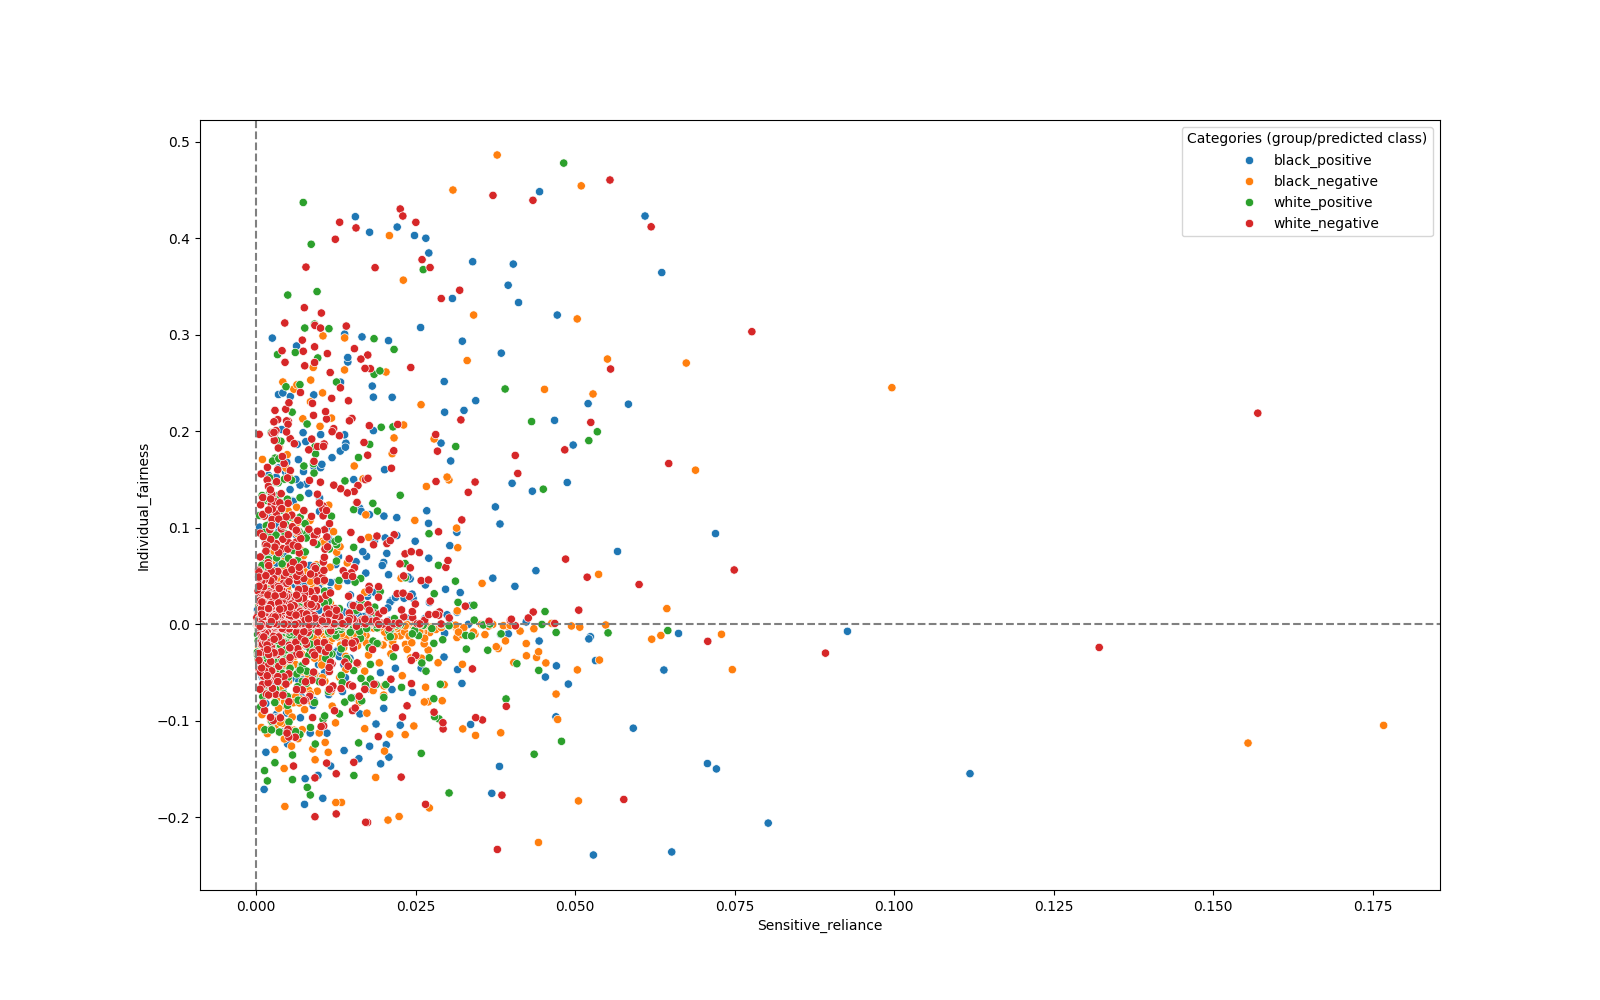 Categories (group/predicted class)
black_positive
black_negative
white_positive
white_negative
0.5
0.4
0.3
0.2
0.1
0.0
−0.1
−0.2
Individual_fairness
0.000
0.025
0.050
0.075
0.100
0.125
0.150
0.175
Sensitive_reliance